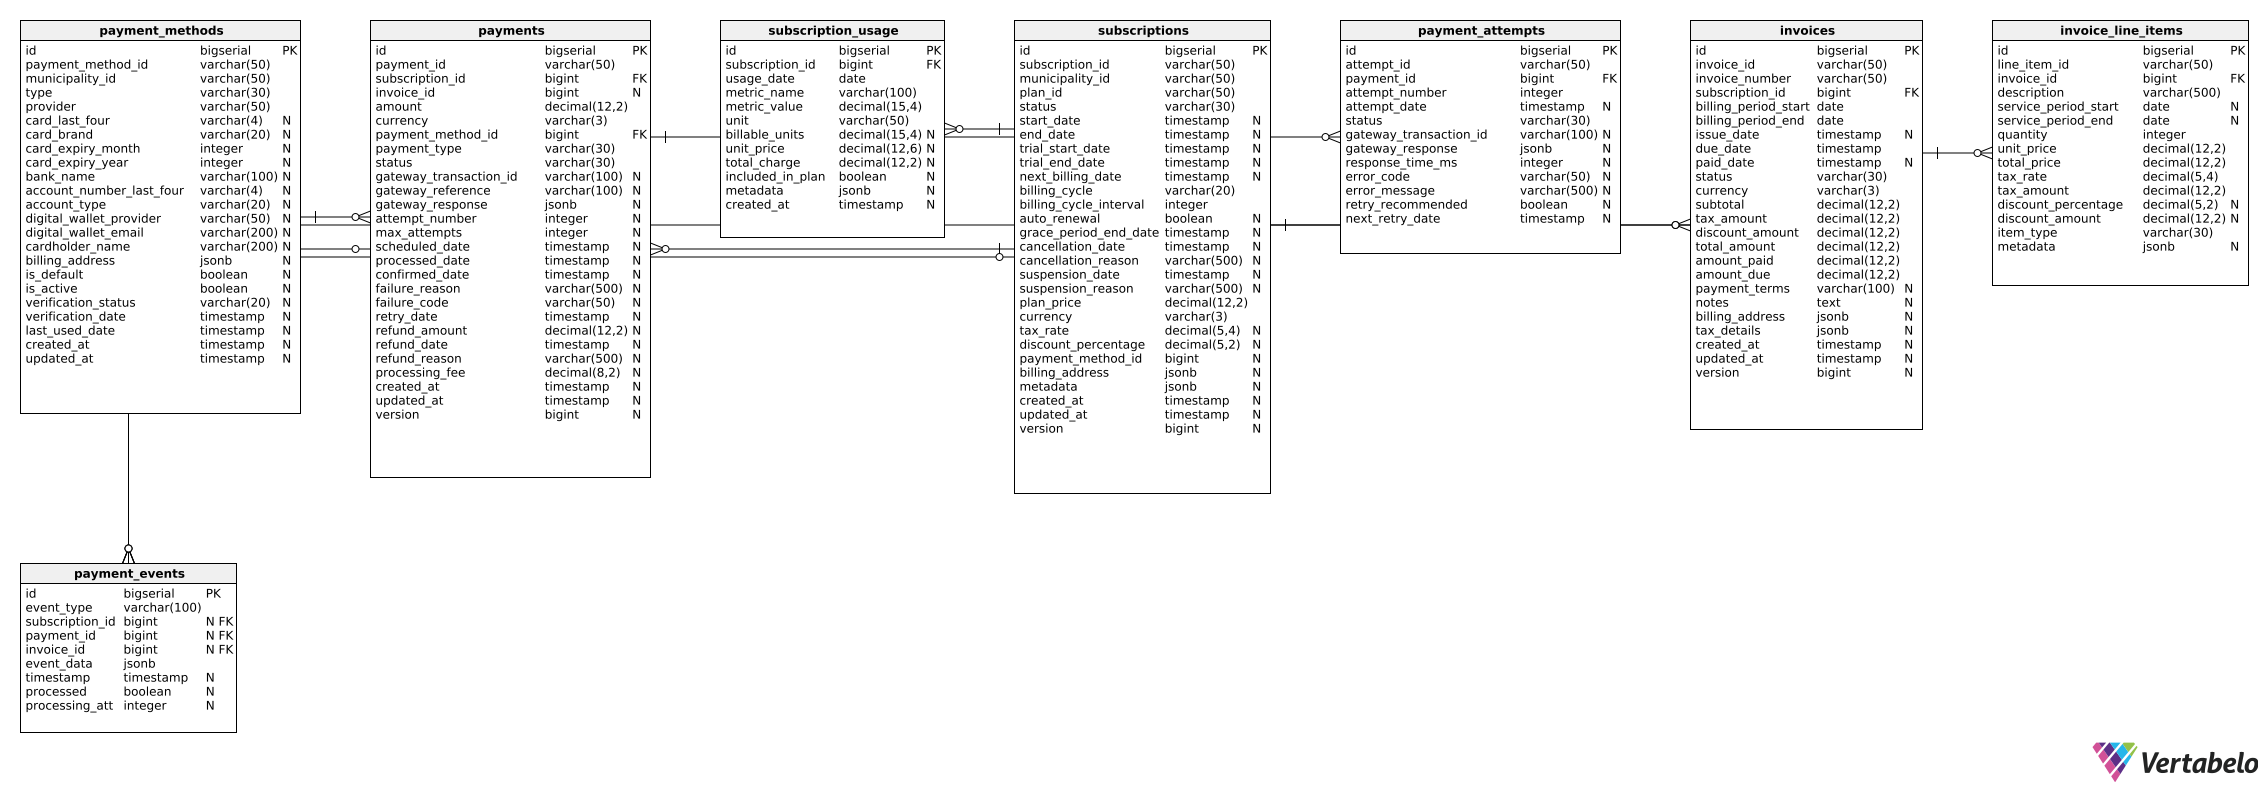 payment_methods
id bigserial PK
payment_method_id varchar(50)
municipality_id varchar(50)
type varchar(30)
provider varchar(50)
card_last_four varchar(4) N
card_brand varchar(20) N
card_expiry_month integer N
card_expiry_year integer N
bank_name varchar(100) N
account_number_last_four varchar(4) N
account_type varchar(20) N
digital_wallet_provider varchar(50) N
digital_wallet_email varchar(200) N
cardholder_name varchar(200) N
billing_address jsonb N
is_default boolean N
is_active boolean N
verification_status varchar(20) N
verification_date timestamp N
last_used_date timestamp N
created_at timestamp N
updated_at timestamp N
payments
id bigserial PK
payment_id varchar(50)
subscription_id bigint FK
invoice_id bigint N
amount decimal(12,2)
currency varchar(3)
payment_method_id bigint FK
payment_type varchar(30)
status varchar(30)
gateway_transaction_id varchar(100) N
gateway_reference varchar(100) N
gateway_response jsonb N
attempt_number integer N
max_attempts integer N
scheduled_date timestamp N
processed_date timestamp N
confirmed_date timestamp N
failure_reason varchar(500) N
failure_code varchar(50) N
retry_date timestamp N
refund_amount decimal(12,2) N
refund_date timestamp N
refund_reason varchar(500) N
processing_fee decimal(8,2) N
created_at timestamp N
updated_at timestamp N
version bigint N
subscription_usage
id bigserial PK
subscription_id bigint FK
usage_date date
metric_name varchar(100)
metric_value decimal(15,4)
unit varchar(50)
billable_units decimal(15,4) N
unit_price decimal(12,6) N
total_charge decimal(12,2) N
included_in_plan boolean N
metadata jsonb N
created_at timestamp N
subscriptions
id bigserial PK
subscription_id varchar(50)
municipality_id varchar(50)
plan_id varchar(50)
status varchar(30)
start_date timestamp N
end_date timestamp N
trial_start_date timestamp N
trial_end_date timestamp N
next_billing_date timestamp N
billing_cycle varchar(20)
billing_cycle_interval integer
auto_renewal boolean N
grace_period_end_date timestamp N
cancellation_date timestamp N
cancellation_reason varchar(500) N
suspension_date timestamp N
suspension_reason varchar(500) N
plan_price decimal(12,2)
currency varchar(3)
tax_rate decimal(5,4) N
discount_percentage decimal(5,2) N
payment_method_id bigint N
billing_address jsonb N
metadata jsonb N
created_at timestamp N
updated_at timestamp N
version bigint N
payment_attempts
id bigserial PK
attempt_id varchar(50)
payment_id bigint FK
attempt_number integer
attempt_date timestamp N
status varchar(30)
gateway_transaction_id varchar(100) N
gateway_response jsonb N
response_time_ms integer N
error_code varchar(50) N
error_message varchar(500) N
retry_recommended boolean N
next_retry_date timestamp N
invoices
id bigserial PK
invoice_id varchar(50)
invoice_number varchar(50)
subscription_id bigint FK
billing_period_start date
billing_period_end date
issue_date timestamp N
due_date timestamp
paid_date timestamp N
status varchar(30)
currency varchar(3)
subtotal decimal(12,2)
tax_amount decimal(12,2)
discount_amount decimal(12,2)
total_amount decimal(12,2)
amount_paid decimal(12,2)
amount_due decimal(12,2)
payment_terms varchar(100) N
notes text N
billing_address jsonb N
tax_details jsonb N
created_at timestamp N
updated_at timestamp N
version bigint N
invoice_line_items
id bigserial PK
line_item_id varchar(50)
invoice_id bigint FK
description varchar(500)
service_period_start date N
service_period_end date N
quantity integer
unit_price decimal(12,2)
total_price decimal(12,2)
tax_rate decimal(5,4)
tax_amount decimal(12,2)
discount_percentage decimal(5,2) N
discount_amount decimal(12,2) N
item_type varchar(30)
metadata jsonb N
payment_events
id bigserial PK
event_type varchar(100)
subscription_id bigint N FK
payment_id bigint N FK
invoice_id bigint N FK
event_data jsonb
timestamp timestamp N
processed boolean N
processing_att integer N
Vertabelo